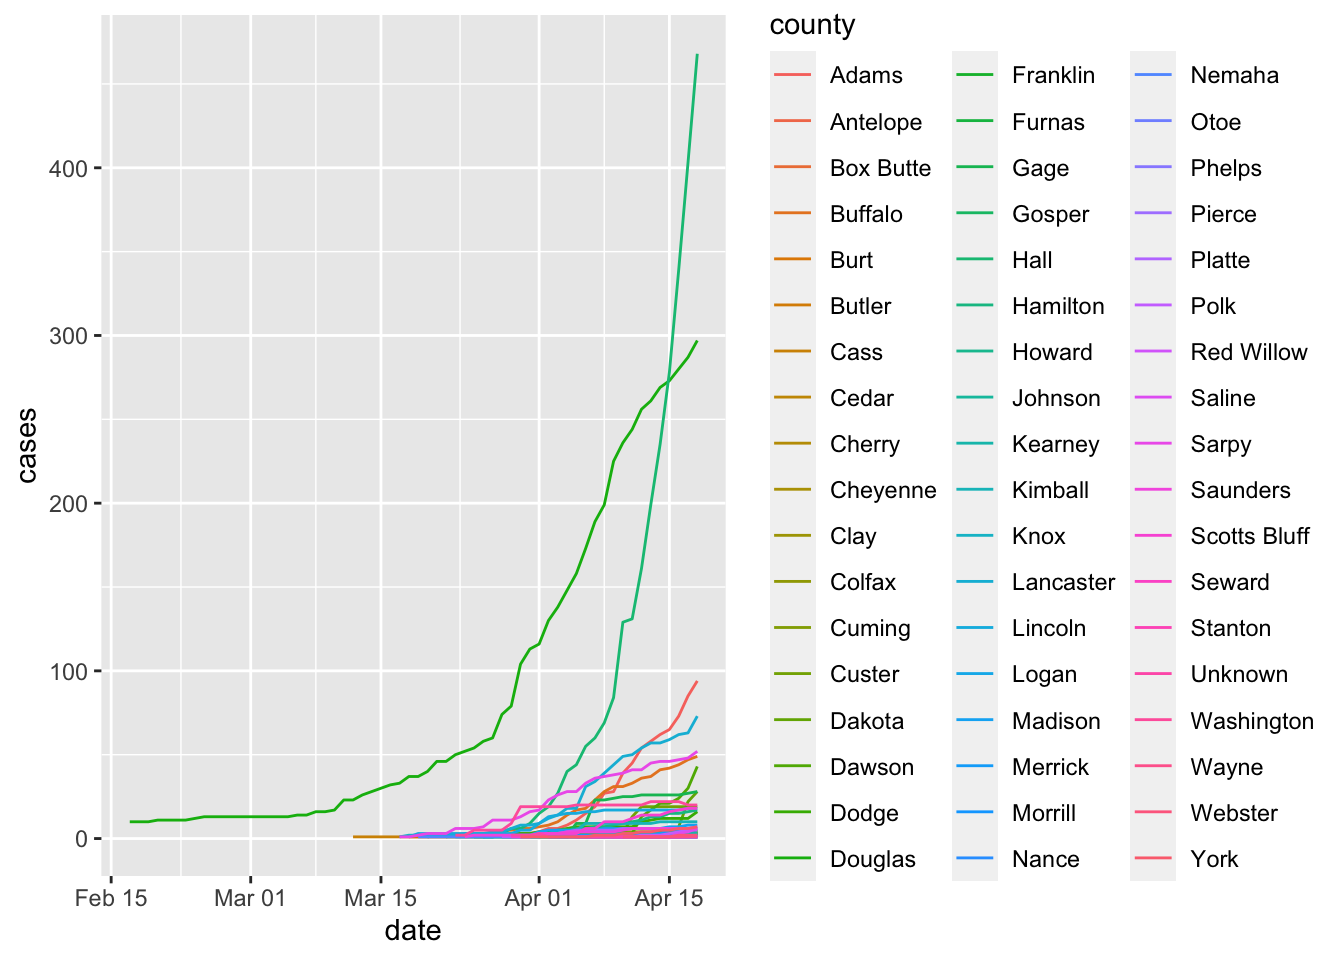 county
Adams
Antelope
Box Butte
Buffalo
Burt
Butler
Cass
Cedar
Cherry
Cheyenne
Clay
Colfax
Cuming
Custer
Dakota
Dawson
Dodge
Douglas
Franklin
Furnas
Gage
Gosper
Hall
Hamilton
Howard
Johnson
Kearney
Kimball
Knox
Lancaster
Lincoln
Logan
Madison
Merrick
Morrill
Nance
Nemaha
Otoe
Phelps
Pierce
Platte
Polk
Red Willow
Saline
Sarpy
Saunders
Scotts Bluff
Seward
Stanton
Unknown
Washington
Wayne
Webster
York
cases
400
300
200
100
0
Feb 15
Mar 01
Mar 15
Apr 01
Apr 15
date